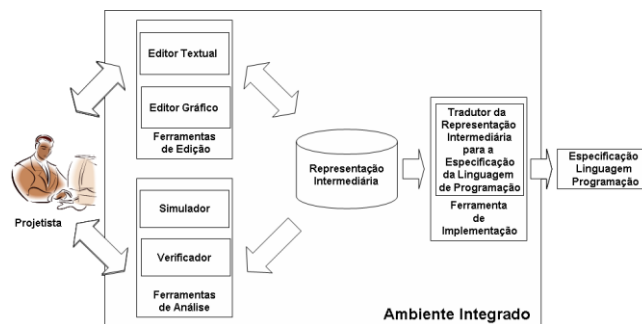 Editor Textual
Editor Gráfico
Ferramentas
de Edição
Projetista
Simulador
Verificador
Ferramentas
de Análise
Representação
Intermediária
Tradutor da
Representação
Intermediária
para a
Especificação
da Linguagem
de Programação
Ferramenta
de
Implementação
Especificação
Linguagem
Programação
Ambiente Integrado